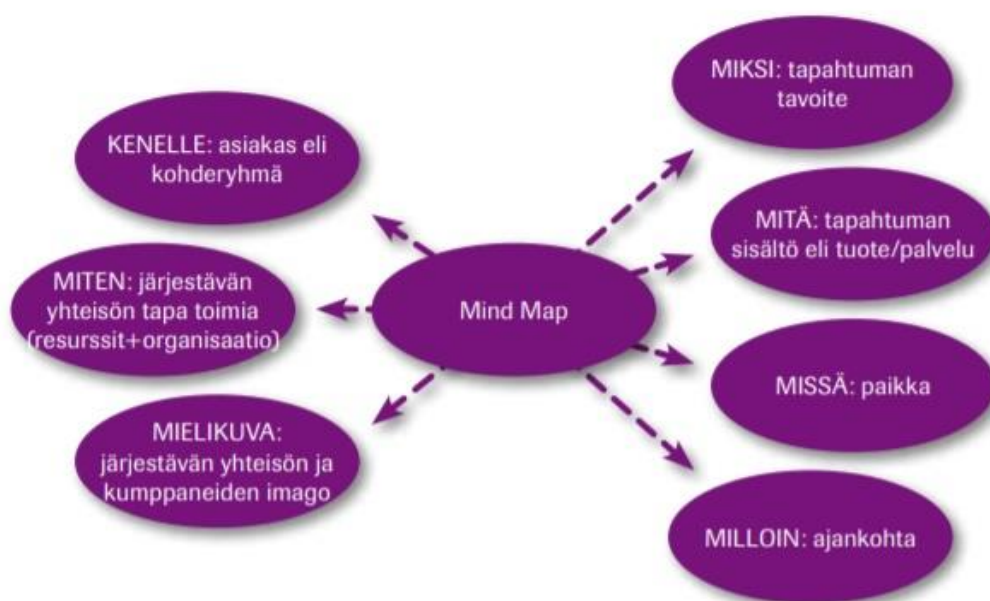 MIKSI: tapahtuman
tavoite
KENELLE: asiakas eli
kohderyhmä
MITÄ: tapahtuman
sisältö eli tuote/palvelu
MITEN: järjestävän
yhteisön tapa toimia
(resurssit+organisaatio)
Mind Map
MISSÄ: paikka
MIELIKUVA:
järjestävän yhteisön ja
kumppaneiden imago
MILLOIN: ajankohta